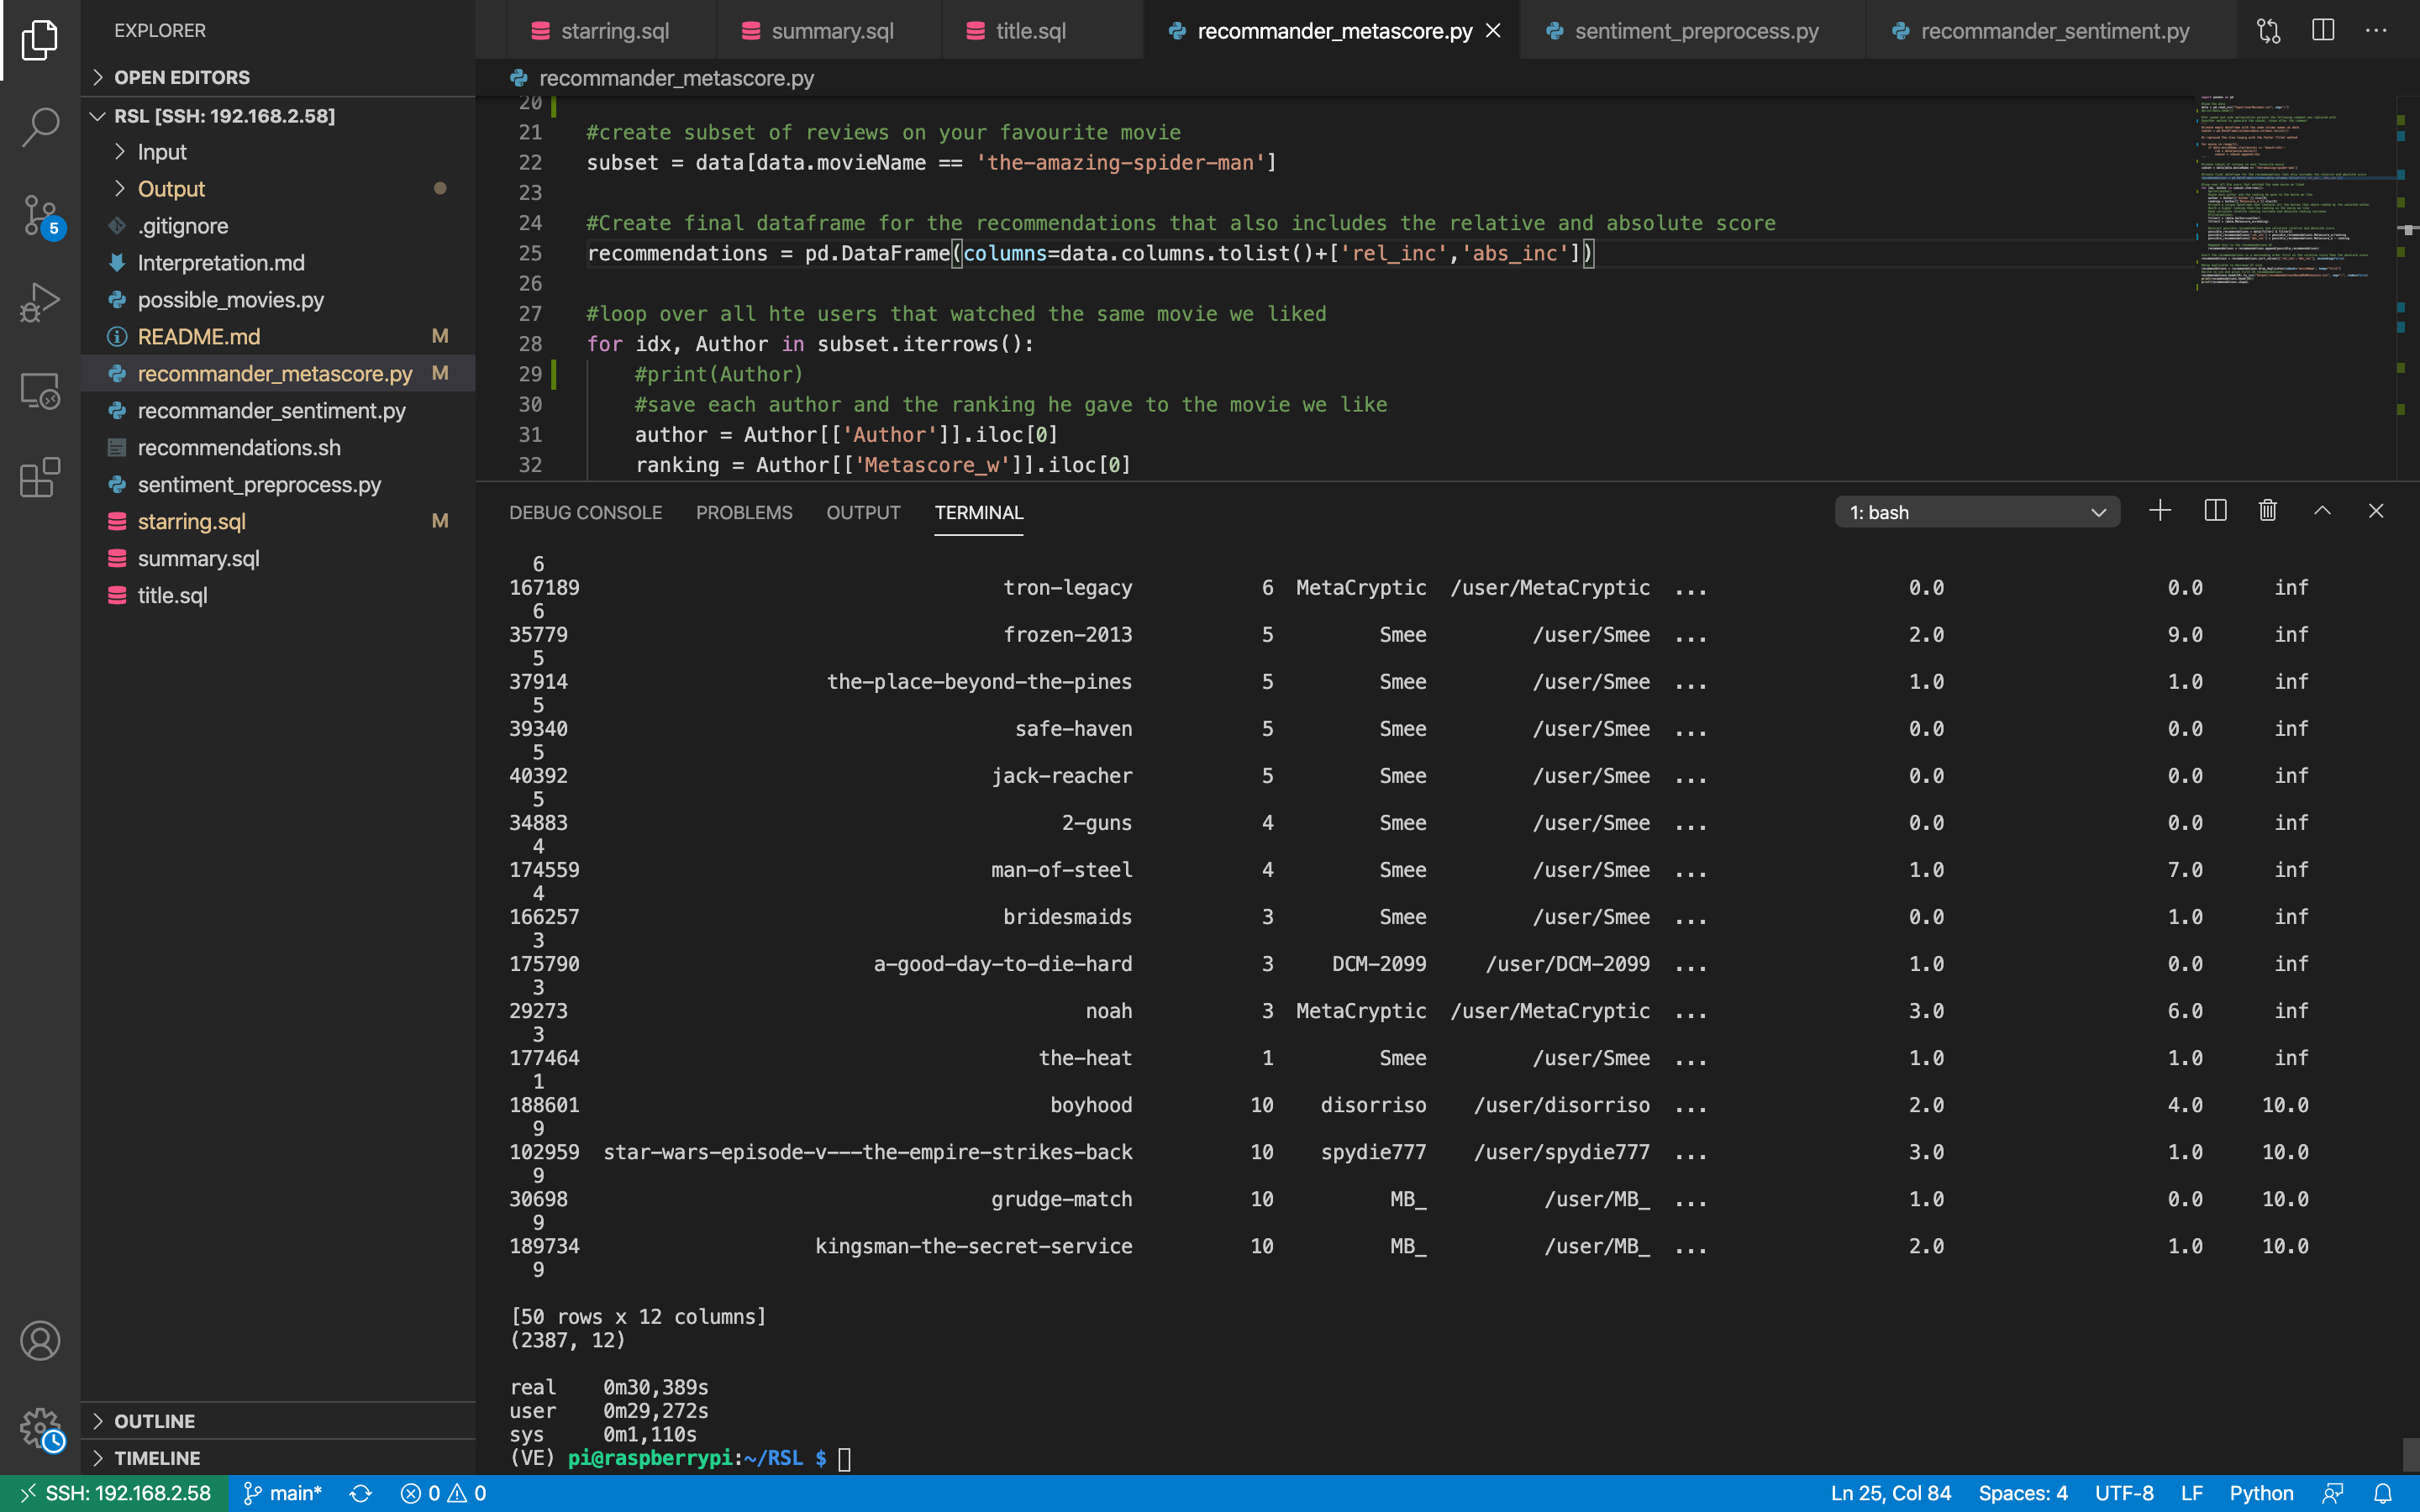 EXPLORER
OPEN EDITORS
RSL [SSH: 192.168.2.58]
Input
Output
.gitignore
Interpretation.md
possible_movies.py
README.md M
recommander_metascore.py M
recommander_sentiment.py
recommendations.sh
sentiment_preprocess.py
starring.sql M
summary.sql
title.sql
OUTLINE
TIMELINE
5
starring.sql summary.sql title.sql recommander_metascore.py sentiment_preprocess.py recommander_sentiment.py
recommander_metascore.py
20
21 #create subset of reviews on your favourite movie
22 subset = data[data.movieName == 'the-amazing-spider-man']
23
24 #Create final dataframe for the recommendations that also includes the relative and absolute score
25 recommendations = pd.DataFrame(columns=data.columns.tolist()+['rel_inc','abs_inc'])
26
27 #loop over all hte users that watched the same movie we liked
28 for idx, Author in subset.iterrows():
29 #print(Author)
30 #save each author and the ranking he gave to the movie we like
31 author = Author[['Author']].iloc[0]
32 ranking = Author[['Metascore_w']].iloc[0]
DEBUG CONSOLE PROBLEMS OUTPUT TERMINAL 1: bash
6
167189 tron-legacy 6 MetaCryptic /user/MetaCryptic ... 0.0 0.0 inf
6
35779 frozen-2013 5 Smee /user/Smee ... 2.0 9.0 inf
5
37914 the-place-beyond-the-pines 5 Smee /user/Smee ... 1.0 1.0 inf
5
39340 safe-haven 5 Smee /user/Smee ... 0.0 0.0 inf
5
40392 jack-reacher 5 Smee /user/Smee ... 0.0 0.0 inf
5
34883 2-guns 4 Smee /user/Smee ... 0.0 0.0 inf
4
174559 man-of-steel 4 Smee /user/Smee ... 1.0 7.0 inf
4
166257 bridesmaids 3 Smee /user/Smee ... 0.0 1.0 inf
3
175790 a-good-day-to-die-hard 3 DCM-2099 /user/DCM-2099 ... 1.0 0.0 inf
3
29273 noah 3 MetaCryptic /user/MetaCryptic ... 3.0 6.0 inf
3
177464 the-heat 1 Smee /user/Smee ... 1.0 1.0 inf
1
188601 boyhood 10 disorriso /user/disorriso ... 2.0 4.0 10.0
9
102959 star-wars-episode-v---the-empire-strikes-back 10 spydie777 /user/spydie777 ... 3.0 1.0 10.0
9
30698 grudge-match 10 MB_ /user/MB_ ... 1.0 0.0 10.0
9
189734 kingsman-the-secret-service 10 MB_ /user/MB_ ... 2.0 1.0 10.0
9
[50 rows x 12 columns]
(2387, 12)
real 0m30,389s
user 0m29,272s
sys 0m1,110s
(VE) pi@raspberrypi:~/RSL $
SSH: 192.168.2.58 main* 0 0 Ln 25, Col 84 Spaces: 4 UTF-8 LF Python